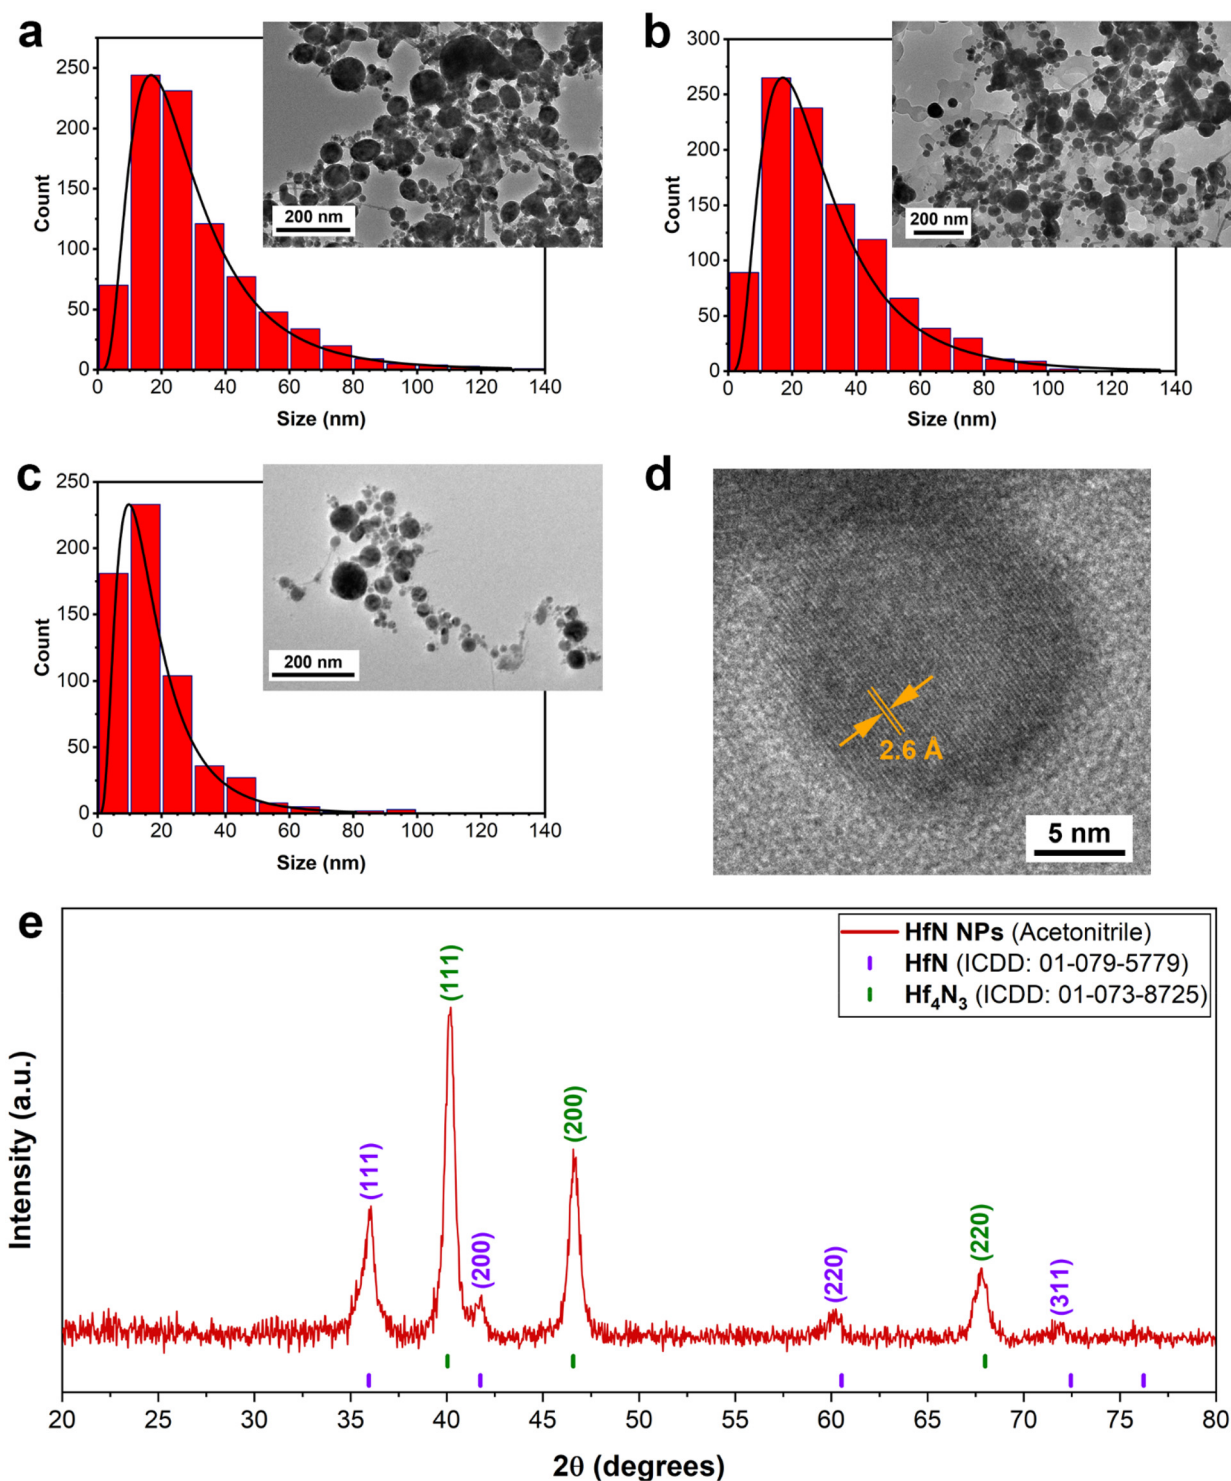 a
250
200
150
100
50
0
Count
0 20 40 60 80 100 120 140
Size (nm)
200 nm
b
300
250
200
150
100
50
0
Count
0 20 40 60 80 100 120 140
Size (nm)
200 nm
c
250
200
150
100
50
0
Count
0 20 40 60 80 100 120 140
Size (nm)
200 nm
d
2.6 Å
5 nm
e
HfN NPs (Acetonitrile)
HfN (ICDD: 01-079-5779)
Hf₄N₃ (ICDD: 01-073-8725)
Intensity (a.u.)
(111)
(111)
(200)
(200)
(220)
(220)
(311)
20 25 30 35 40 45 50 55 60 65 70 75 80
2θ (degrees)